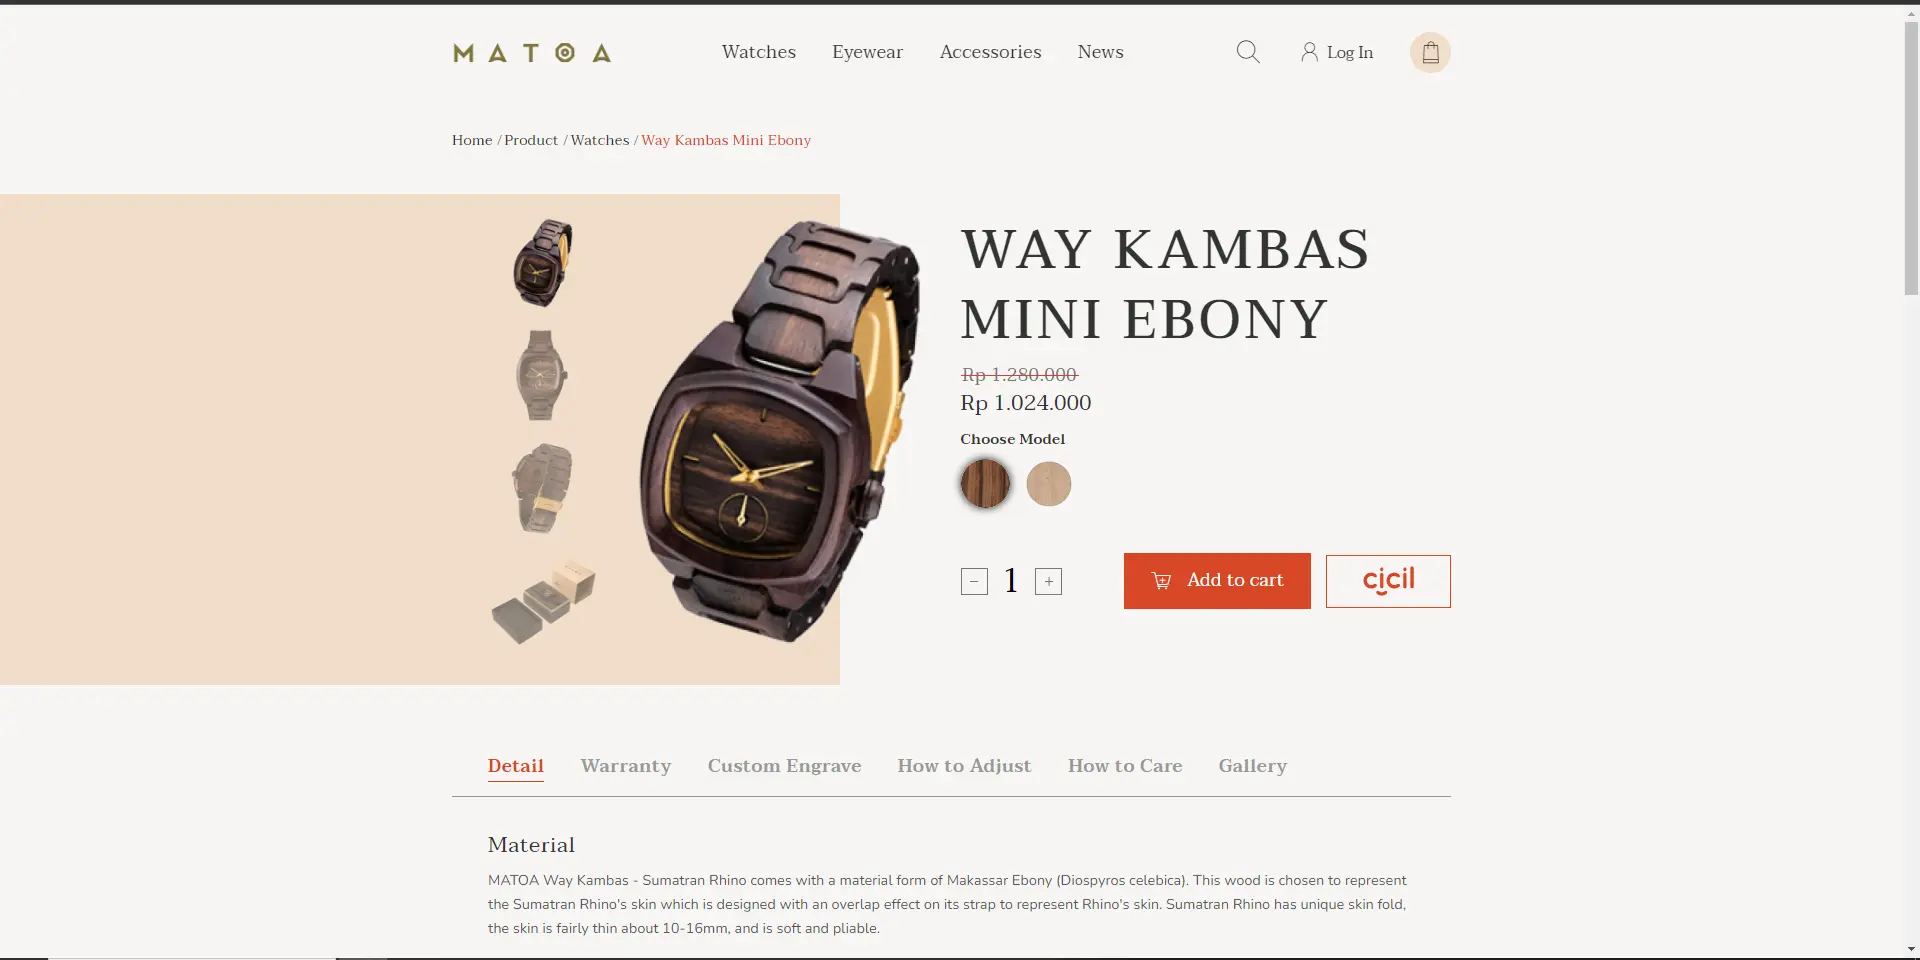 MATOA
Watches Eyewear Accessories News
Log In
Home / Product / Watches / Way Kambas Mini Ebony
WAY KAMBAS
MINI EBONY
Rp 1.280.000
Rp 1.024.000
Choose Model
− 1 +
Add to cart
cicil
Detail Warranty Custom Engrave How to Adjust How to Care Gallery
Material
MATOA Way Kambas - Sumatran Rhino comes with a material form of Makassar Ebony (Diospyros celebica). This wood is chosen to represent
the Sumatran Rhino's skin which is designed with an overlap effect on its strap to represent Rhino's skin. Sumatran Rhino has unique skin fold,
the skin is fairly thin about 10-16mm, and is soft and pliable.